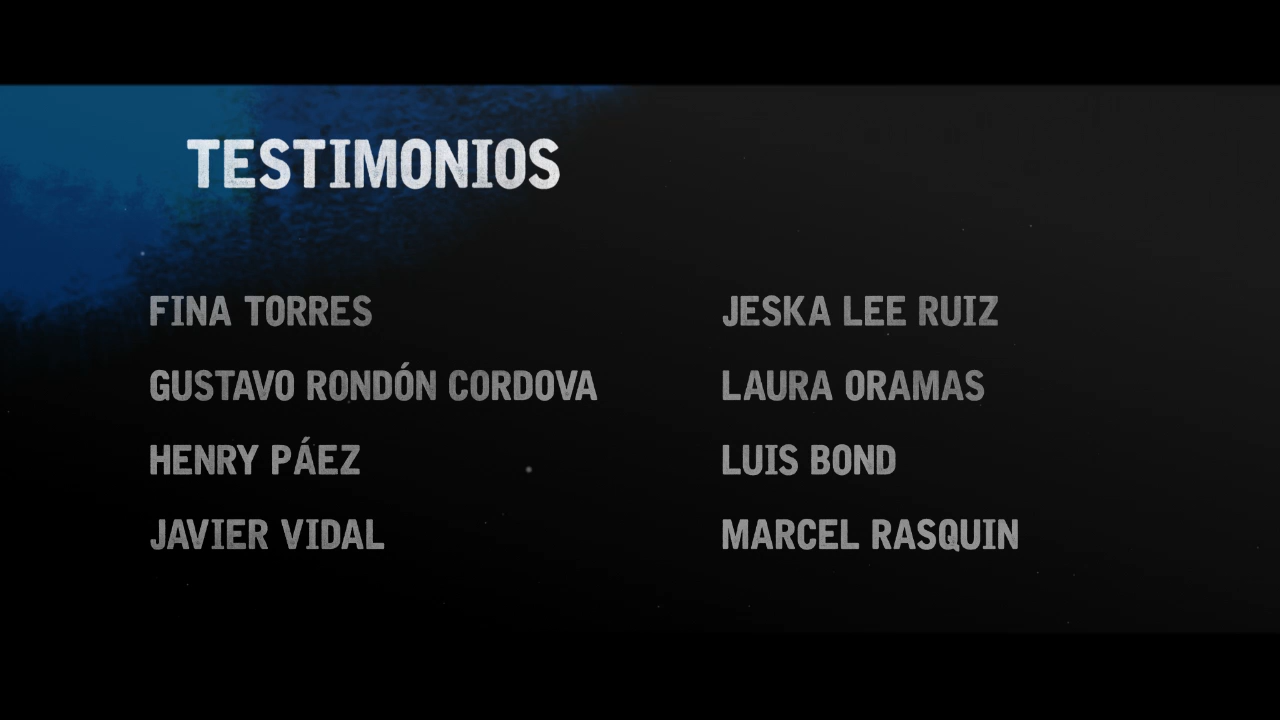 TESTIMONIOS
FINA TORRES
GUSTAVO RONDÓN CORDOVA
HENRY PÁEZ
JAVIER VIDAL
JESKA LEE RUIZ
LAURA ORAMAS
LUIS BOND
MARCEL RASQUIN